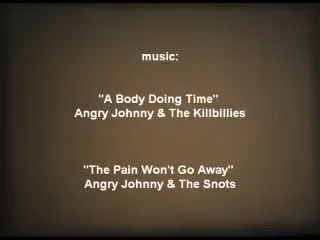 music:
"A Body Doing Time"
Angry Johnny & The Killbillies
"The Pain Won't Go Away"
Angry Johnny & The Snots